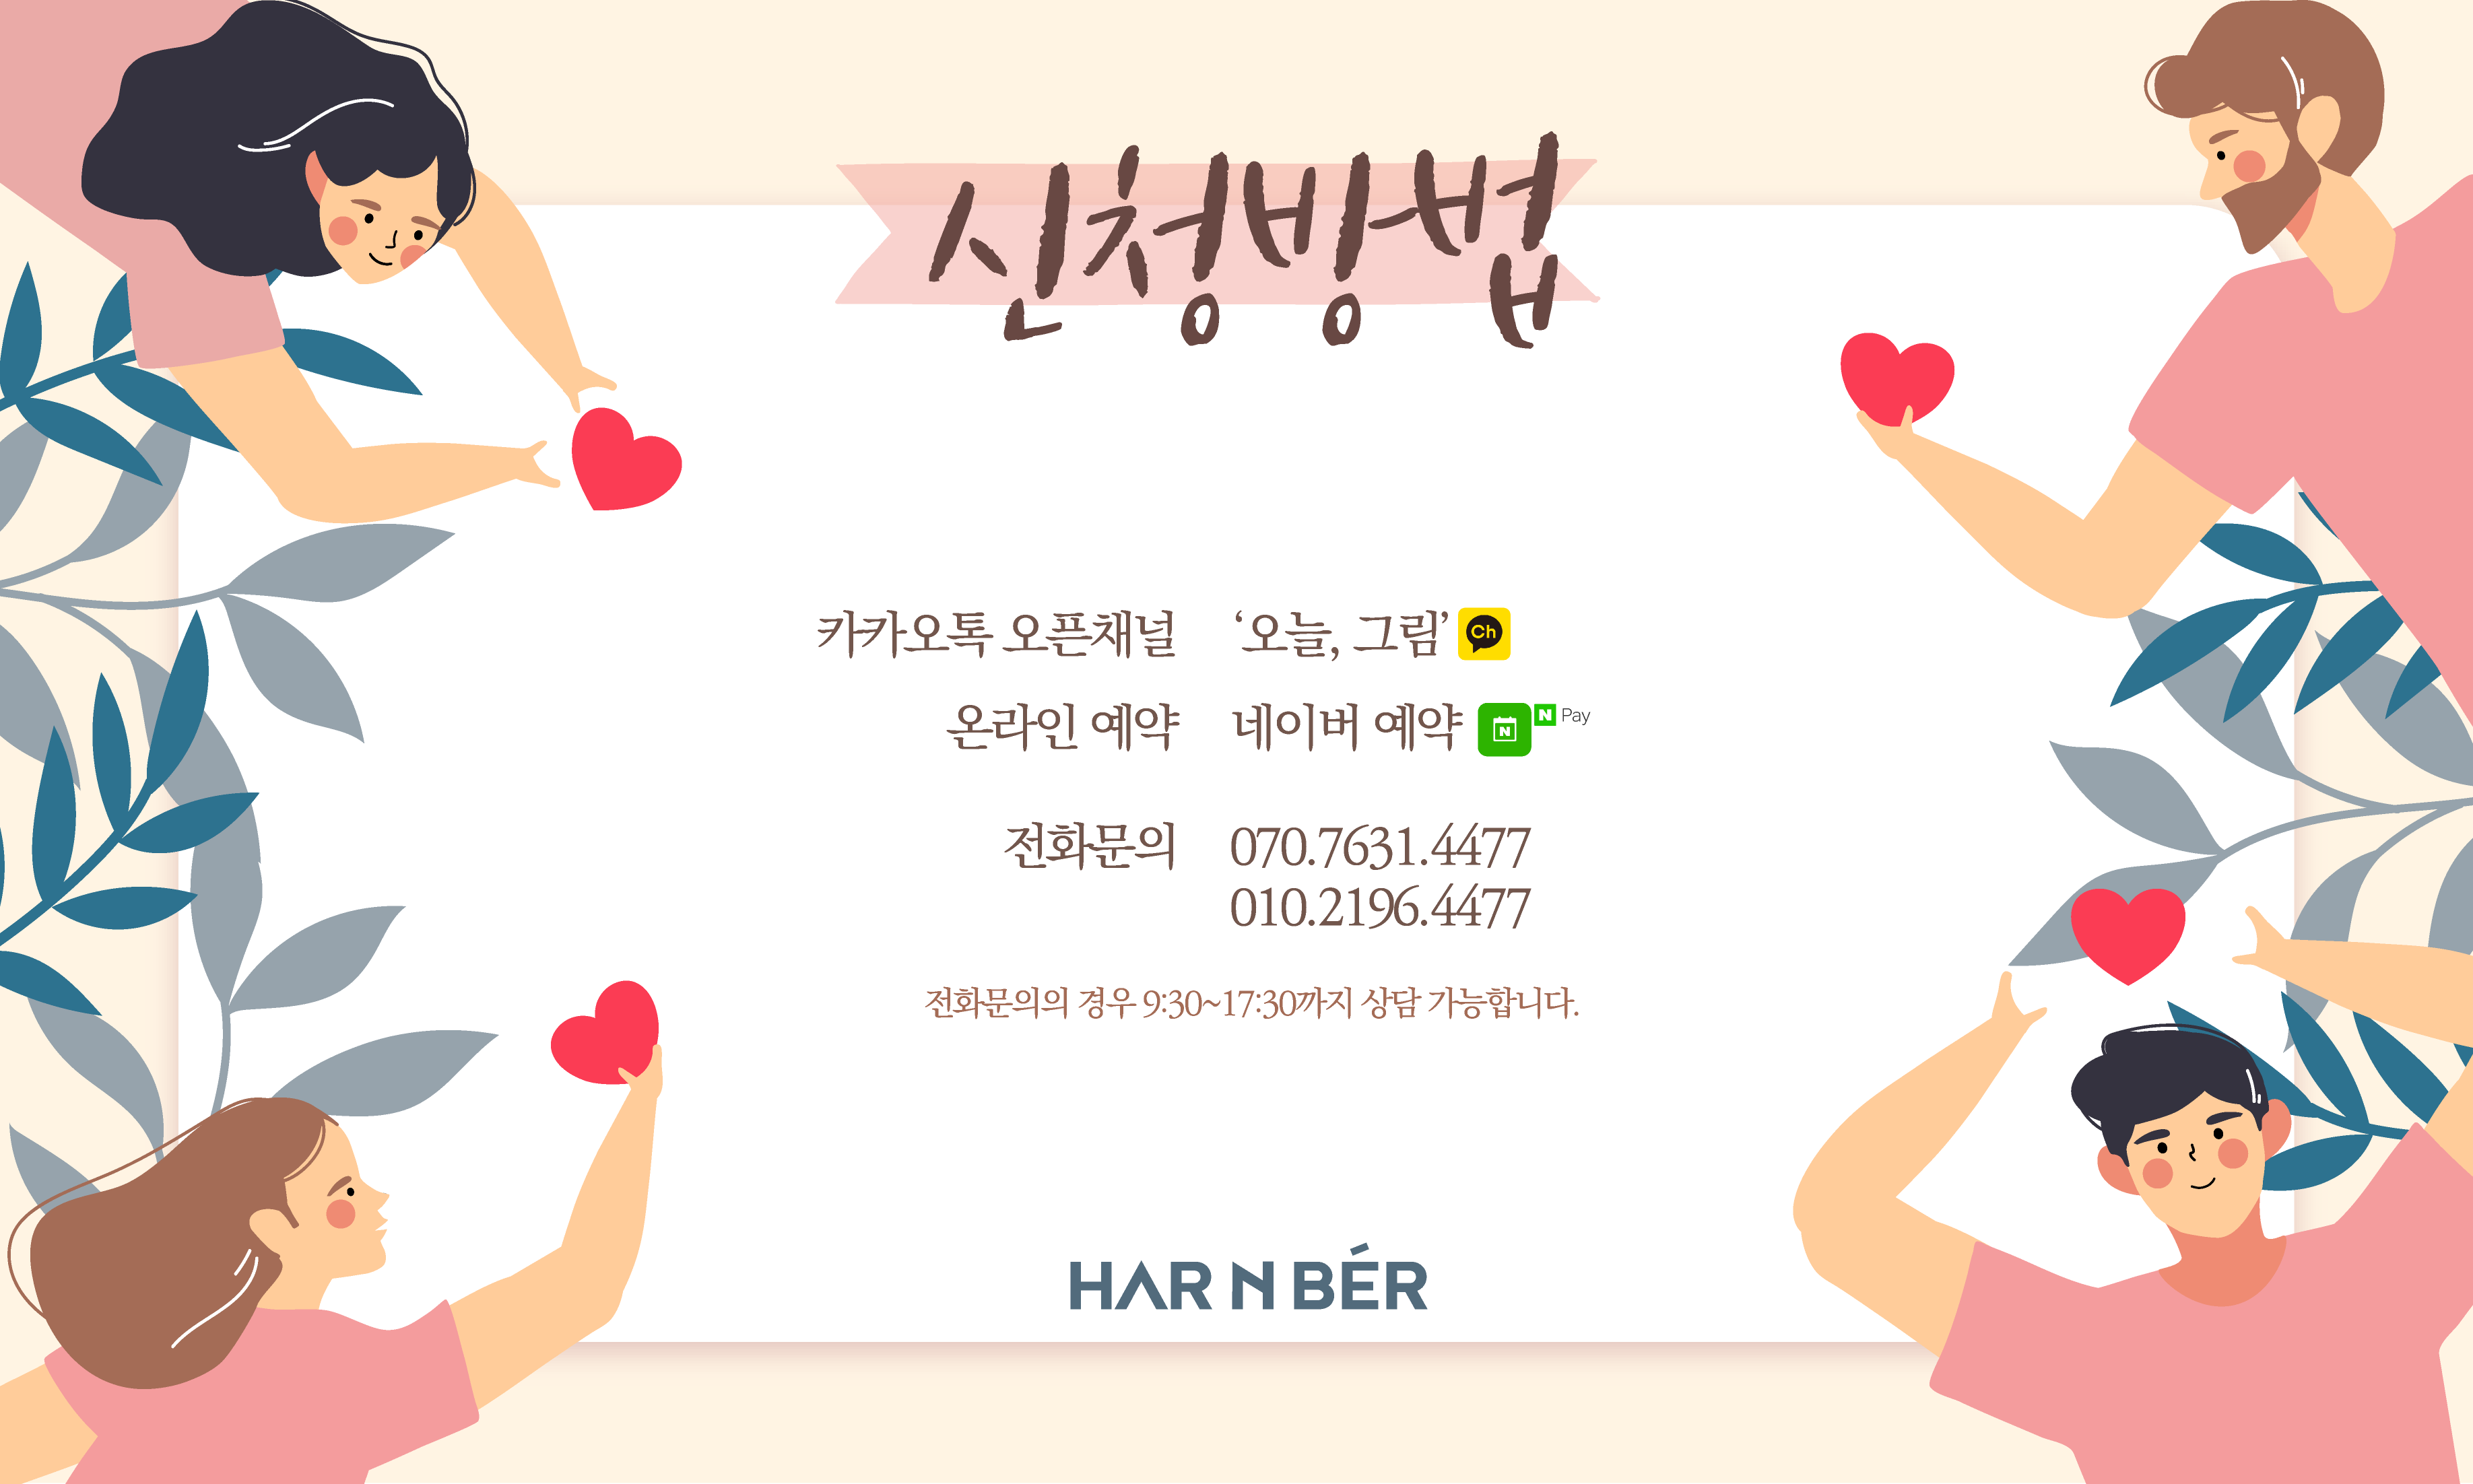 신청방법
카카오톡 오픈채널 ‘오늘, 그림’ Ch
온라인 예약 네이버 예약 N N Pay
전화문의 070.7631.4477
010.2196.4477
전화문의의 경우 9:30~17:30까지 상담 가능합니다.
HAR N BÉR